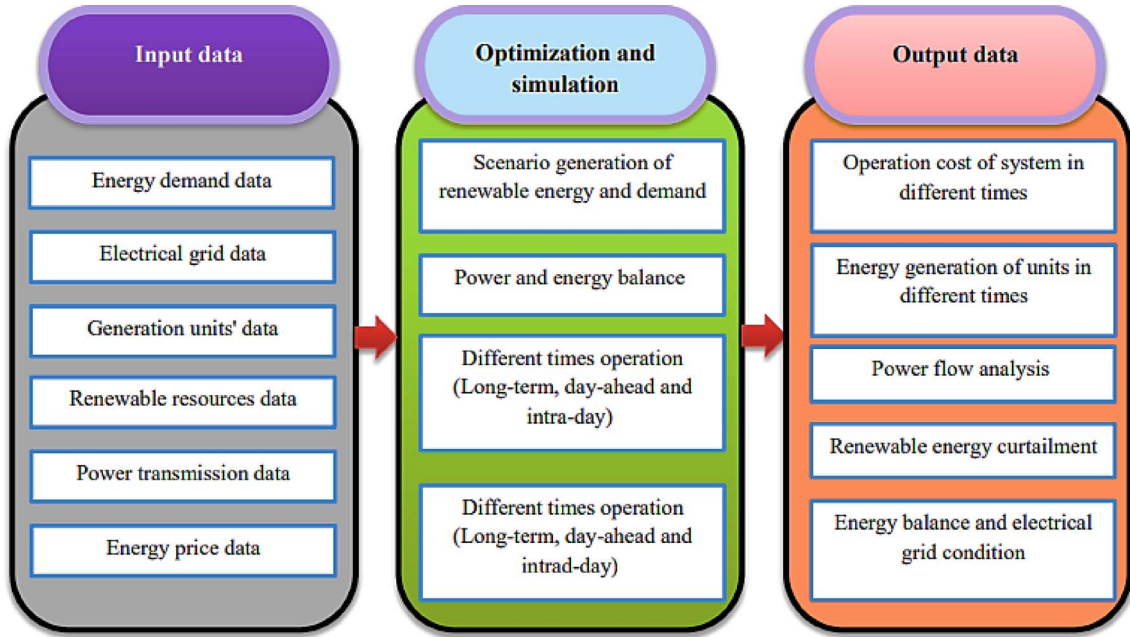 Input data
Energy demand data
Electrical grid data
Generation units' data
Renewable resources data
Power transmission data
Energy price data
Optimization and
simulation
Scenario generation of
renewable energy and demand
Power and energy balance
Different times operation
(Long-term, day-ahead and
intra-day)
Different times operation
(Long-term, day-ahead and
intrad-day)
Output data
Operation cost of system in
different times
Energy generation of units in
different times
Power flow analysis
Renewable energy curtailment
Energy balance and electrical
grid condition